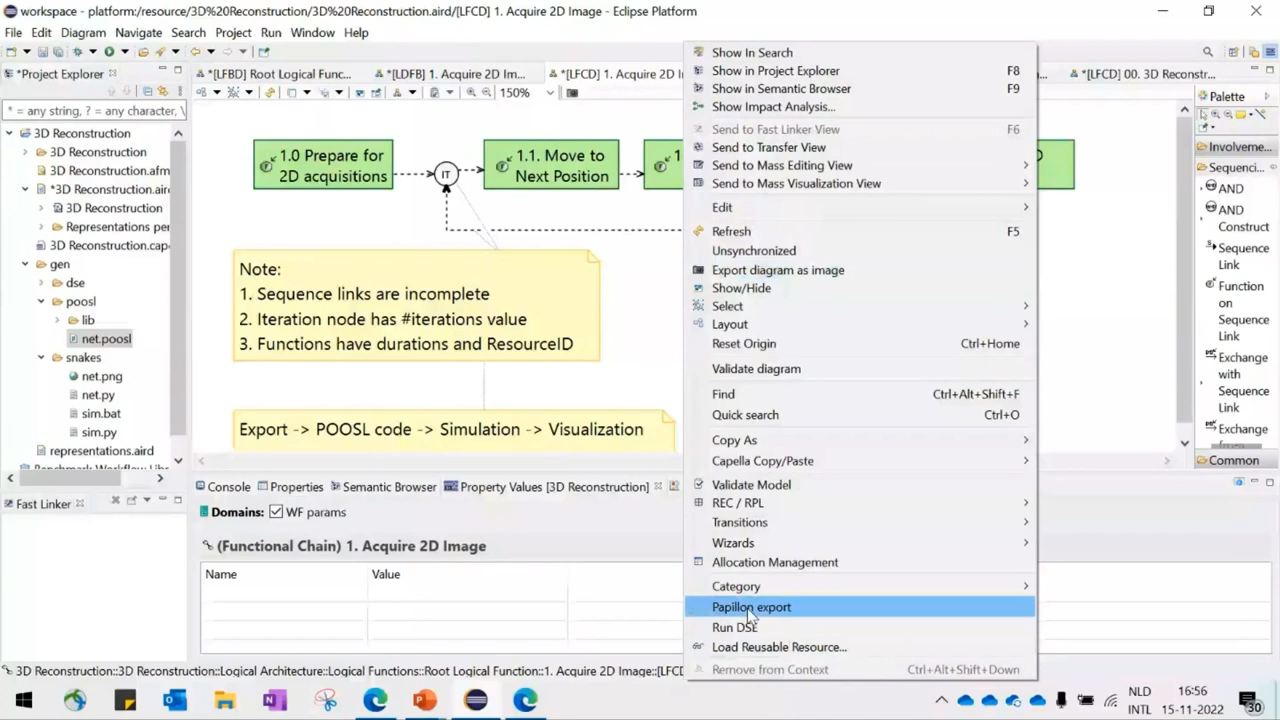 workspace - platform:/resource/3D%20Reconstruction/3D%20Reconstruction.aird/[LFCD] 1. Acquire 2D Image - Eclipse Platform
File Edit Diagram Navigate Search Project Run Window Help
*Project Explorer
*[LFBD] Root Logical Func...
*[LDFB] 1. Acquire 2D Im...
*[LFCD] 1. Acquire 2D I
*[LFCD] 00. 3D Reconstr...
* = any string, ? = any character, \
150%
3D Reconstruction
3D Reconstruction
3D Reconstruction.afm
*3D Reconstruction.aird
3D Reconstruction
Representations per
3D Reconstruction.cap
gen
dse
poosl
lib
net.poosl
snakes
net.png
net.py
sim.bat
sim.py
representations.aird
Benchmark Workflow Lib
Fast Linker
1.0 Prepare for
2D acquisitions
IT
1.1. Move to
Next Position
1
D
Note:
1. Sequence links are incomplete
2. Iteration node has #iterations value
3. Functions have durations and ResourceID
Export -> POOSL code -> Simulation -> Visualization
Console Properties Semantic Browser Property Values [3D Reconstruction]
Domains: WF params
(Functional Chain) 1. Acquire 2D Image
Name Value
Show In Search
Show in Project Explorer F8
Show in Semantic Browser F9
Show Impact Analysis...
Send to Fast Linker View F6
Send to Transfer View
Send to Mass Editing View
Send to Mass Visualization View
Edit
Refresh F5
Unsynchronized
Export diagram as image
Show/Hide
Select
Layout
Reset Origin Ctrl+Home
Validate diagram
Find Ctrl+Alt+Shift+F
Quick search Ctrl+O
Copy As
Capella Copy/Paste
Validate Model
REC / RPL
Transitions
Wizards
Allocation Management
Category
Papillon export
Run DSE
Load Reusable Resource...
Remove from Context Ctrl+Alt+Shift+Down
Palette
Involveme...
Sequenci...
AND
AND
Construct
Sequence
Link
Function
on
Sequence
Link
Exchange
with
Sequence
Link
Exchange
Common
3D Reconstruction::3D Reconstruction::Logical Architecture::Logical Functions::Root Logical Function::1. Acquire 2D Image::[LFCD]
NLD
INTL
16:56
15-11-2022
30